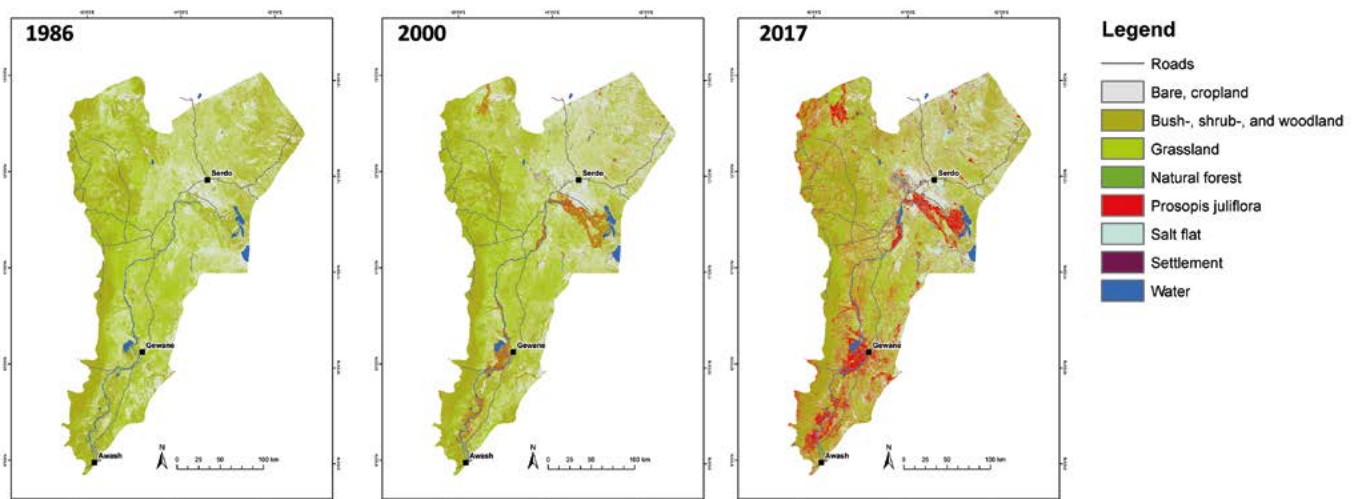 1986
Serdo
Gewane
Awash
N
0 25 50 100 km
2000
Serdo
Gewane
Awash
N
0 25 50 100 km
2017
Serdo
Gewane
Awash
N
0 25 50 100 km
Legend
Roads
Bare, cropland
Bush-, shrub-, and woodland
Grassland
Natural forest
Prosopis juliflora
Salt flat
Settlement
Water